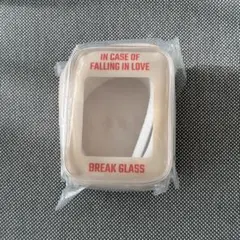 IN CASE OF
FALLING IN LOVE
BREAK GLASS